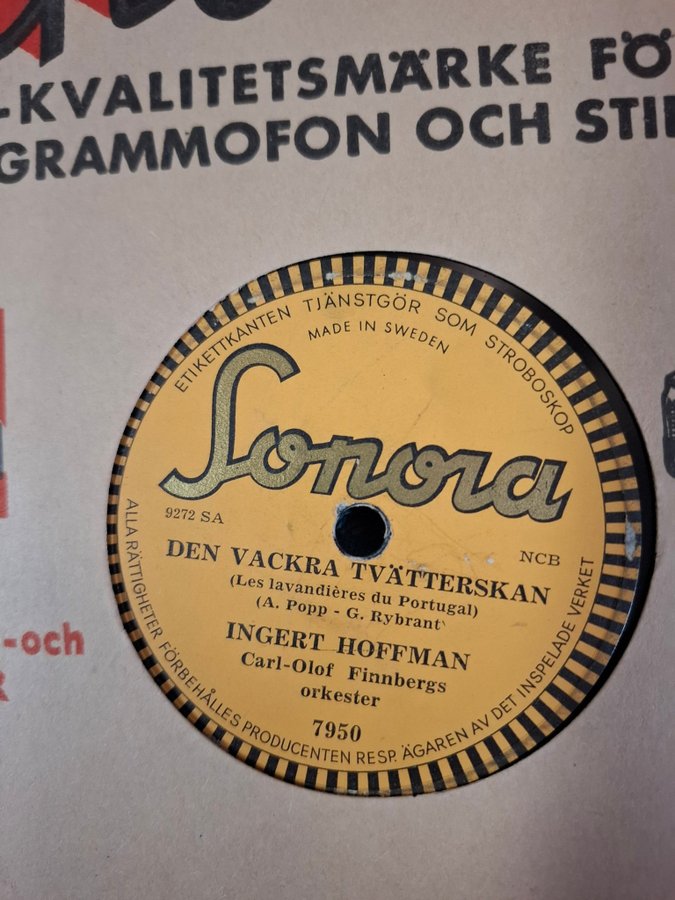 -KVALITETSMÄRKE
GRAMMOFON OCH
-och
ETIKETTKANTEN TJÄNSTGÖR SOM STROBOSKOP
MADE IN SWEDEN
Sonora
9272 SA
NCB
DEN VACKRA TVÄTTERSKAN
(Les lavandières du Portugal)
(A. Popp - G. Rybrant)
INGERT HOFFMAN
Carl-Olof Finnbergs
orkester
7950
ALLA RÄTTIGHETER FÖRBEHÅLLES PRODUCENTEN RESP. ÄGAREN AV DET INSPELADE VERKET